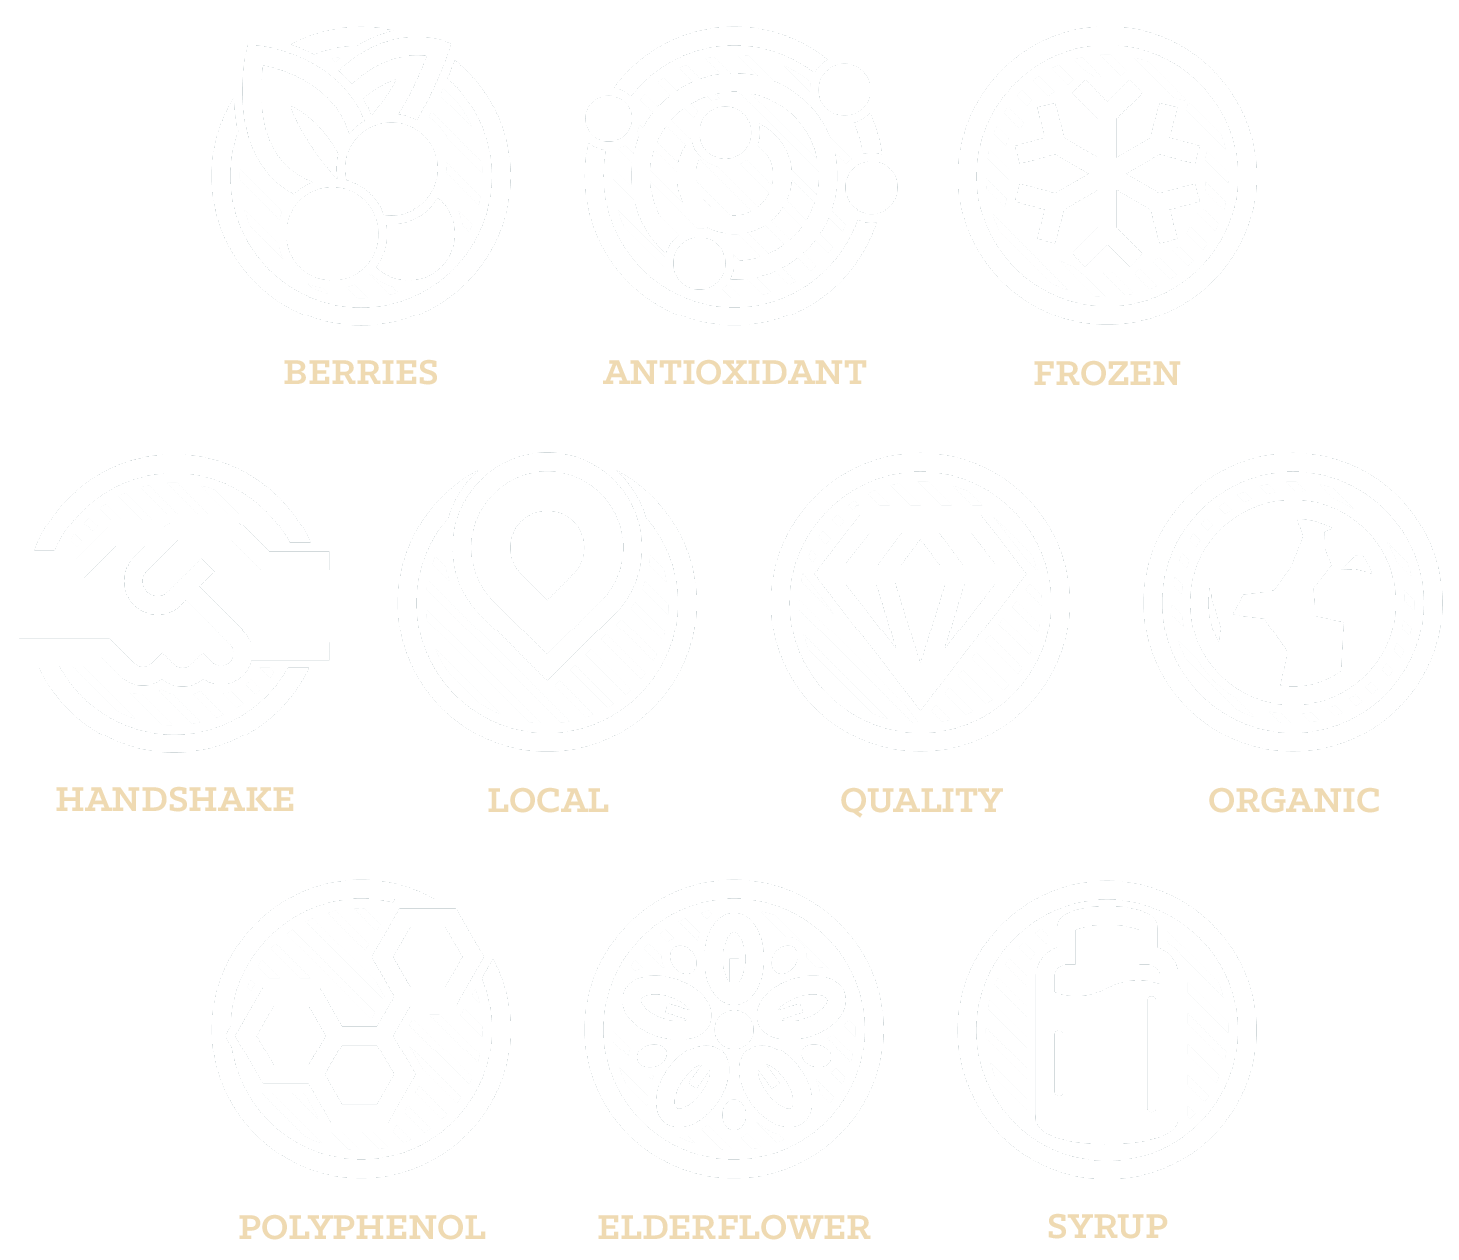 BERRIES ANTIOXIDANT FROZEN
HANDSHAKE LOCAL QUALITY ORGANIC
POLYPHENOL ELDERFLOWER SYRUP